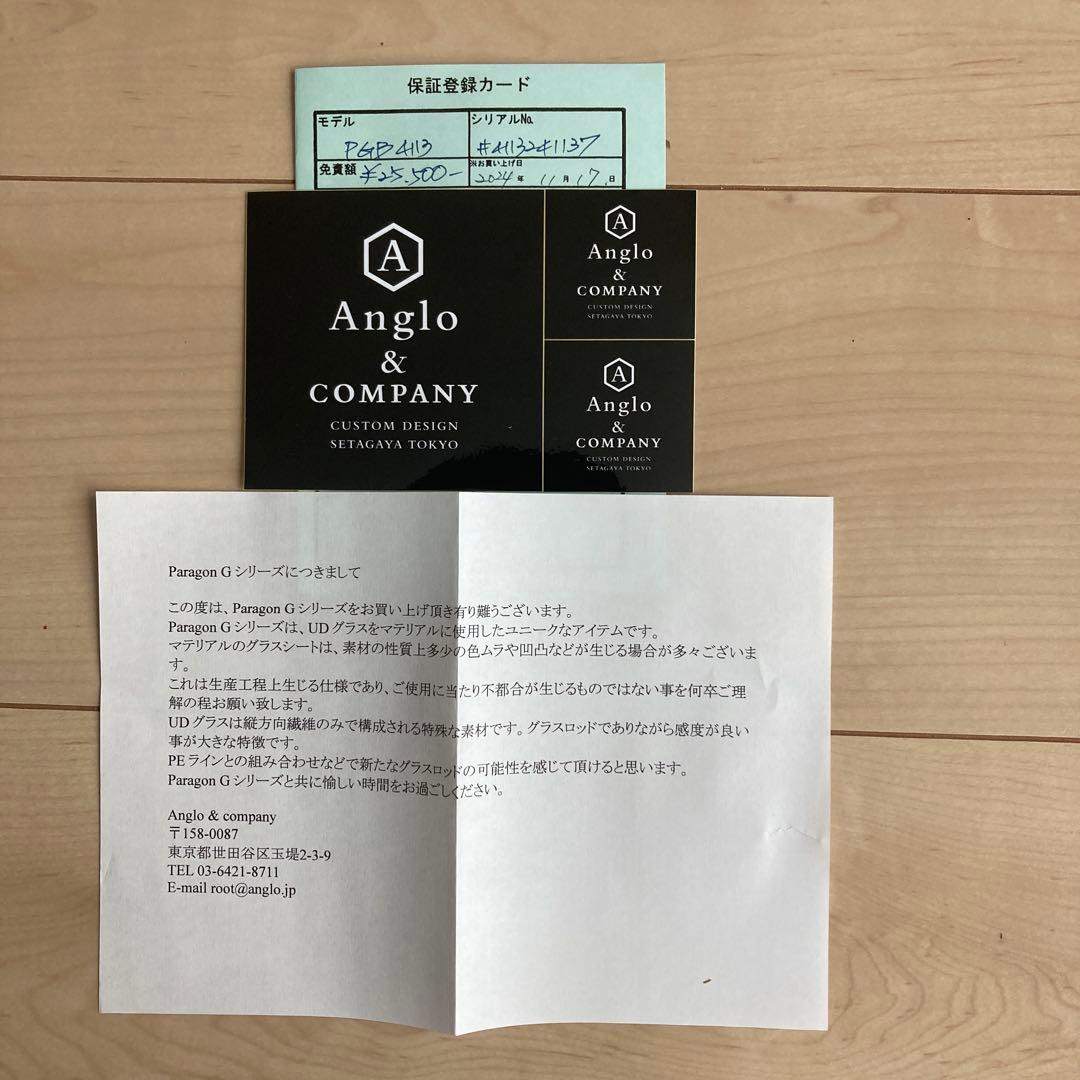 保証登録カード
モデル
PGB4113
シリアルNo.
#413241137
免責額 ¥25,500-
※お買い上げ日
2024年 11月17日
A
Anglo
&
COMPANY
CUSTOM DESIGN
SETAGAYA TOKYO
A
Anglo
&
COMPANY
CUSTOM DESIGN
SETAGAYA TOKYO
A
Anglo
&
COMPANY
CUSTOM DESIGN
SETAGAYA TOKYO
Paragon G シリーズにつきまして
この度は、Paragon G シリーズをお買い上げ頂き有り難うございます。
Paragon G シリーズは、UD グラスをマテリアルに使用したユニークなアイテムです。
マテリアルのグラスシートは、素材の性質上多少の色ムラや凹凸などが生じる場合が多々ございま
す。
これは生産工程上生じる仕様であり、ご使用に当たり不都合が生じるものではない事を何卒ご理
解の程お願い致します。
UD グラスは縦方向繊維のみで構成される特殊な素材です。グラスロッドでありながら感度が良い
事が大きな特徴です。
PE ラインとの組み合わせなどで新たなグラスロッドの可能性を感じて頂けると思います。
Paragon G シリーズと共に愉しい時間をお過ごしください。
Anglo & company
〒158-0087
東京都世田谷区玉堤2-3-9
TEL 03-6421-8711
E-mail root@anglo.jp